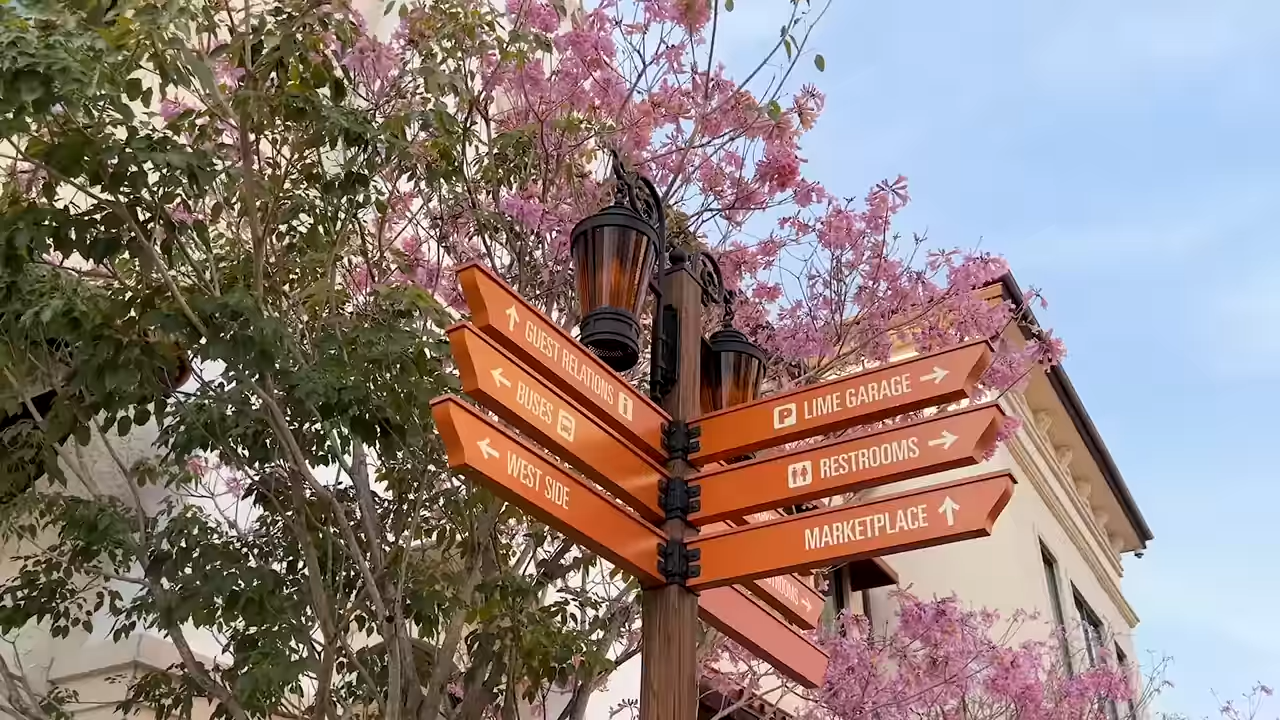 GUEST RELATIONS
BUSES
WEST SIDE
P LIME GARAGE
RESTROOMS
MARKETPLACE